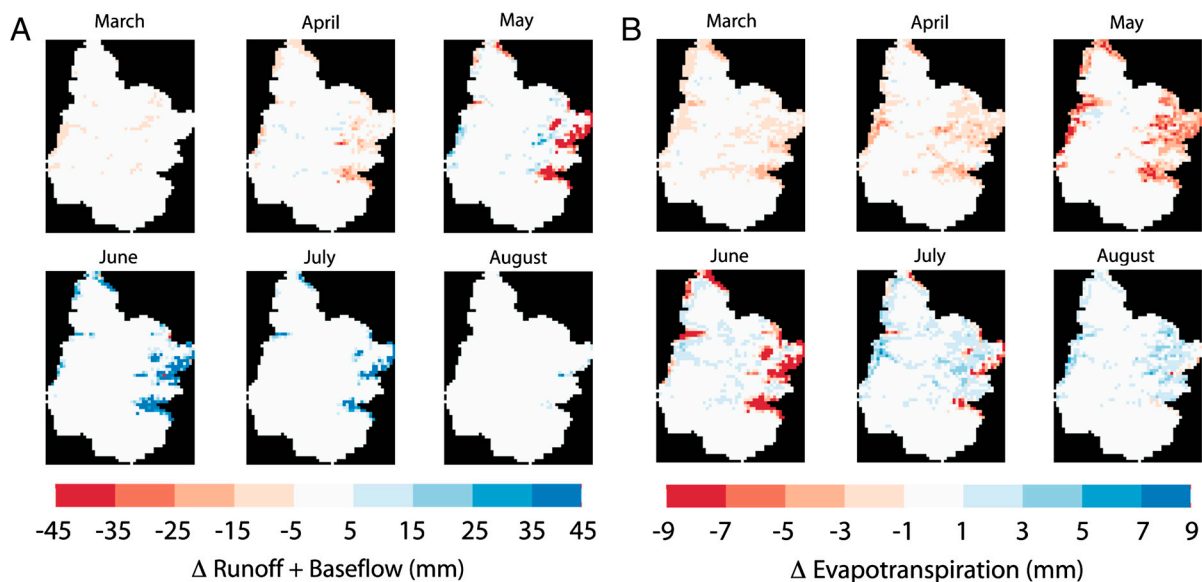 A
March April May
June July August
-45 -35 -25 -15 -5 5 15 25 35 45
Δ Runoff + Baseflow (mm)
B
March April May
June July August
-9 -7 -5 -3 -1 1 3 5 7 9
Δ Evapotranspiration (mm)